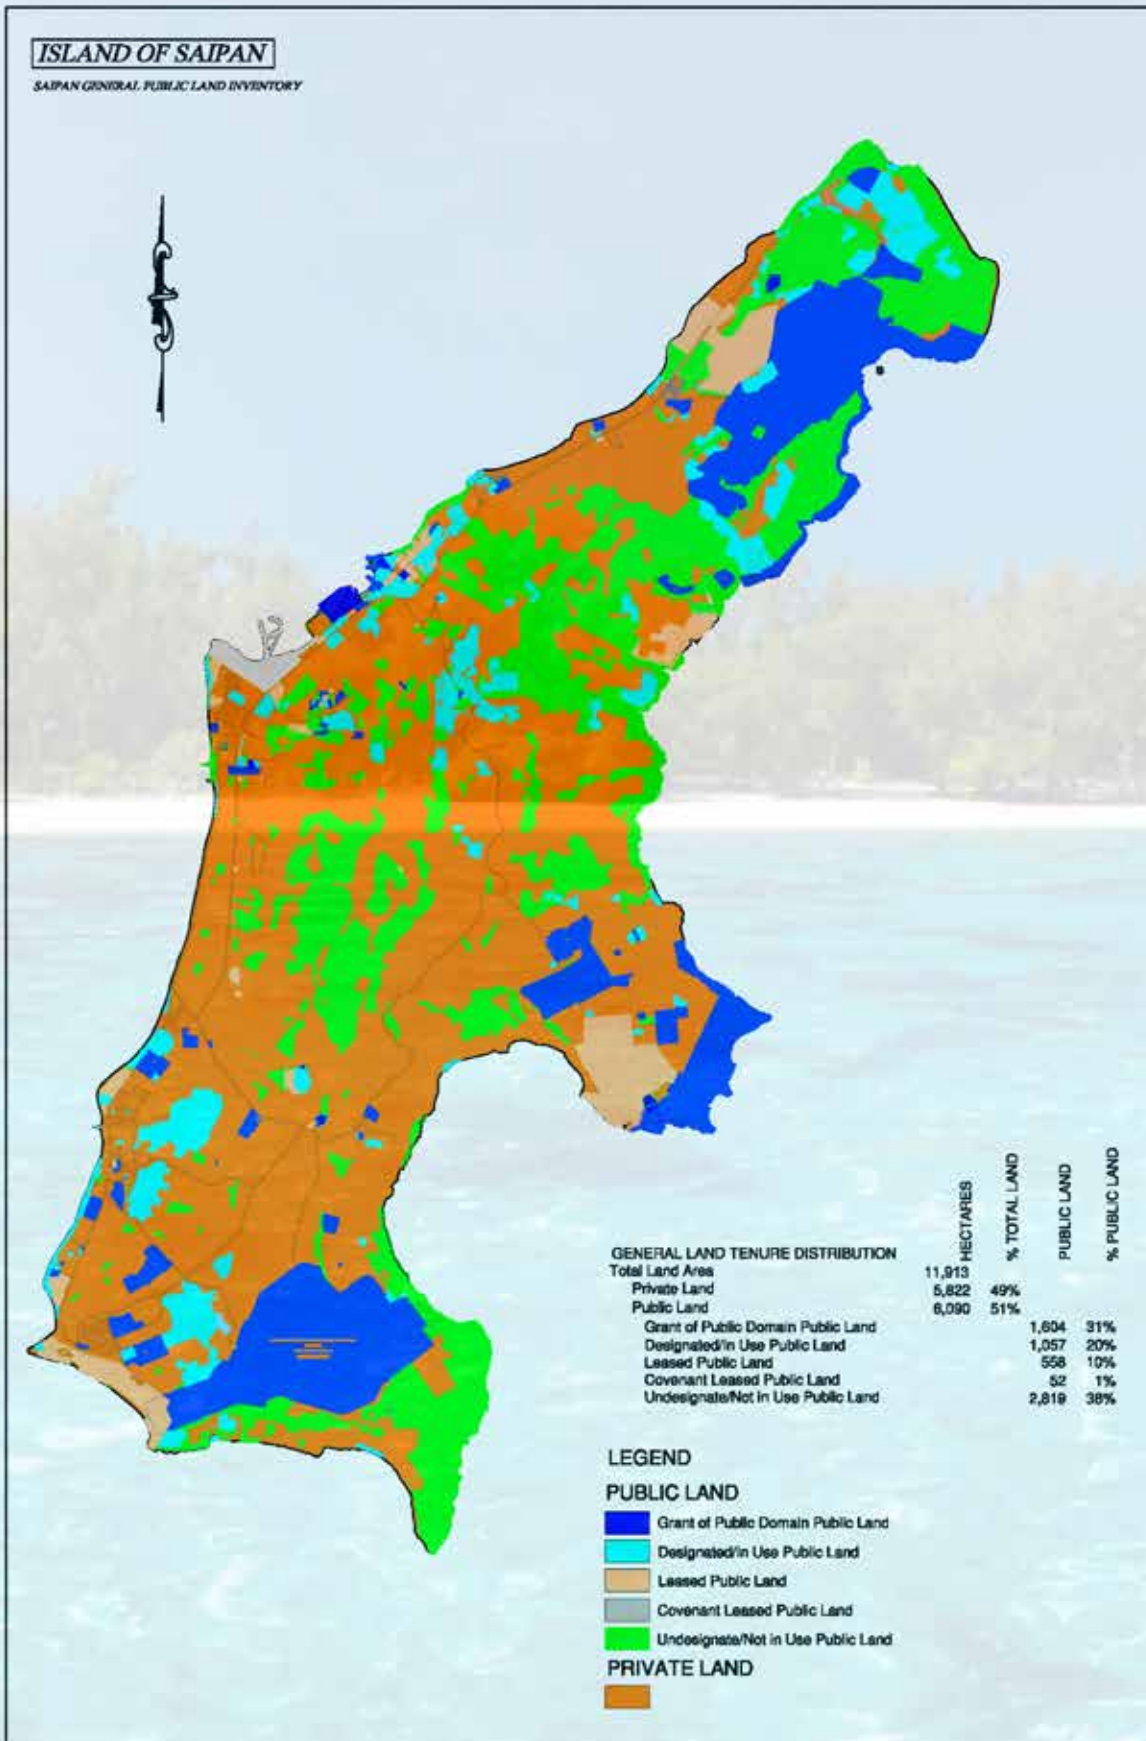 ISLAND OF SAIPAN
SAIPAN GENERAL PUBLIC LAND INVENTORY
HECTARES
% TOTAL LAND
PUBLIC LAND
% PUBLIC LAND
GENERAL LAND TENURE DISTRIBUTION
Total Land Area 11,913
Private Land 5,822 49%
Public Land 6,090 51%
Grant of Public Domain Public Land 1,604 31%
Designated/In Use Public Land 1,057 20%
Leased Public Land 558 10%
Covenant Leased Public Land 52 1%
Undesignate/Not in Use Public Land 2,819 38%
LEGEND
PUBLIC LAND
Grant of Public Domain Public Land
Designated/In Use Public Land
Leased Public Land
Covenant Leased Public Land
Undesignate/Not in Use Public Land
PRIVATE LAND